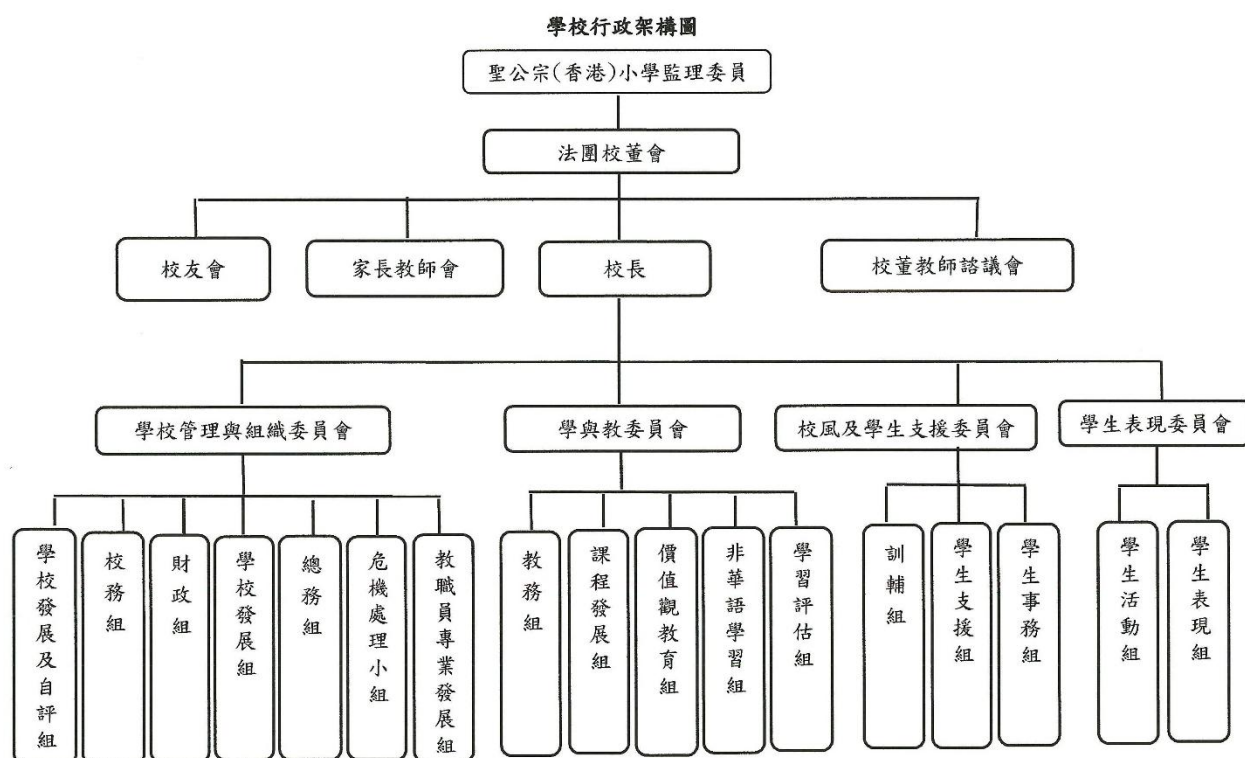 學校行政架構圖
聖公宗(香港)小學監理委員
法團校董會
校友會
家長教師會
校長
校董教師諮議會
學校管理與組織委員會
學與教委員會
校風及學生支援委員會
學生表現委員會
學校發展及自評組
校務組
財政組
學校發展組
總務組
危機處理小組
教職員專業發展組
教務組
課程發展組
價值觀教育組
非華語學習組
學習評估組
訓輔組
學生支援組
學生事務組
學生活動組
學生表現組